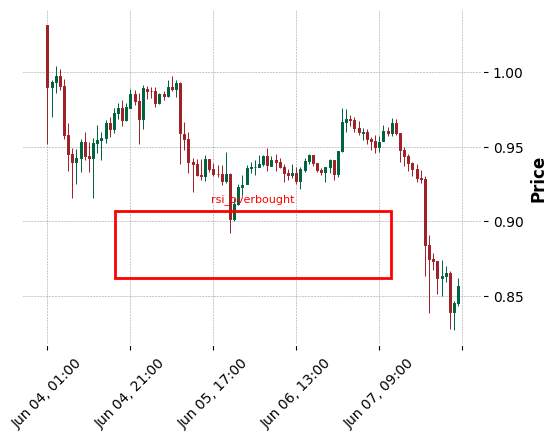 1.00
0.95
0.90
0.85
Price
rsi_overbought
Jun 04, 01:00
Jun 04, 21:00
Jun 05, 17:00
Jun 06, 13:00
Jun 07, 09:00